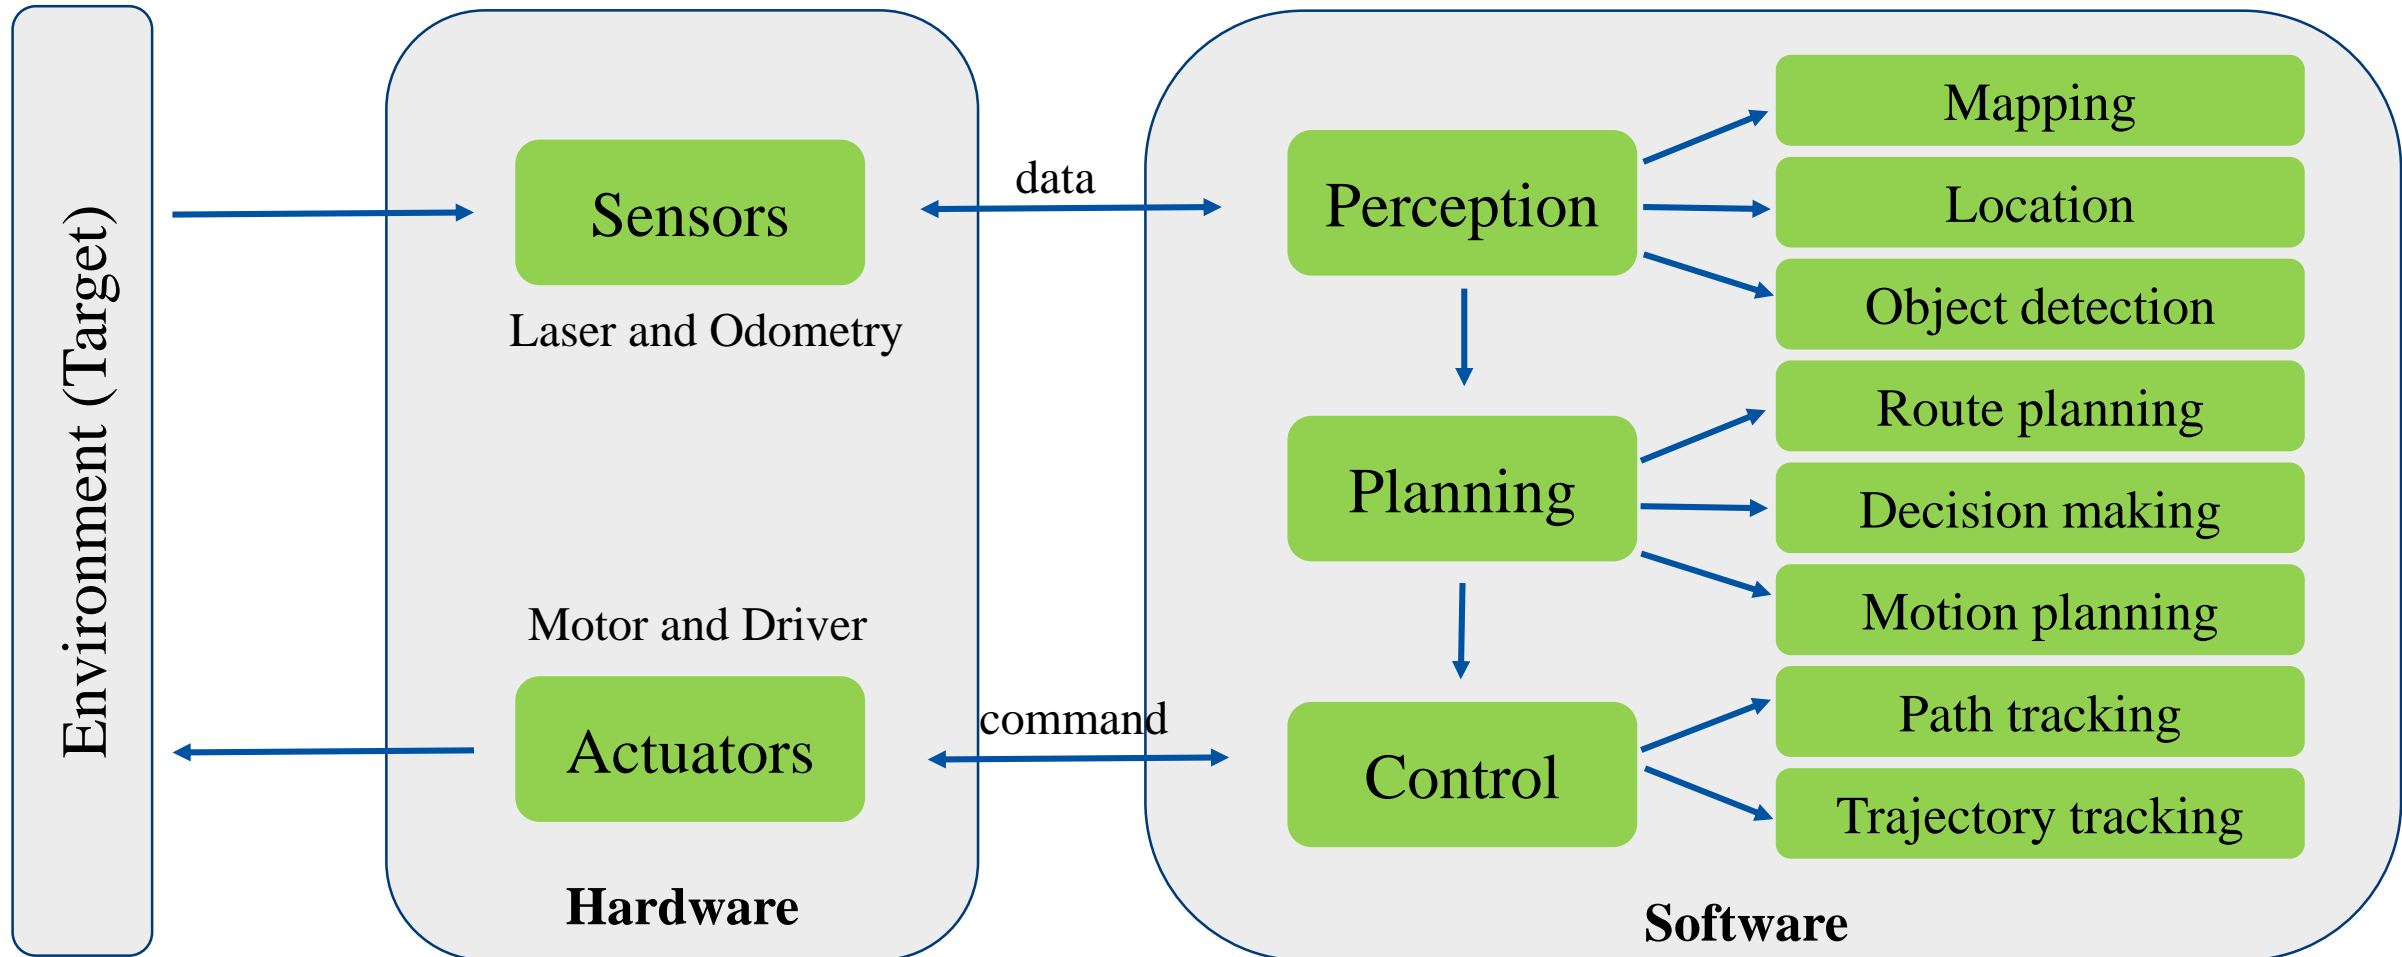 Environment (Target)
Sensors
Laser and Odometry
Motor and Driver
Actuators
Hardware
data
command
Perception
Planning
Control
Mapping
Location
Object detection
Route planning
Decision making
Motion planning
Path tracking
Trajectory tracking
Software